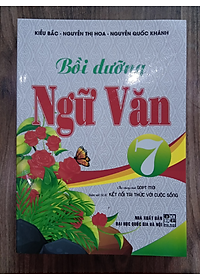 KIỀU BẮC - NGUYỄN THỊ HOA - NGUYỄN QUỐC KHÁNH
Bồi dưỡng
Ngữ Văn
7
KẾT NỐI TRI THỨC VỚI CUỘC SỐNG
NHÀ XUẤT BẢN
ĐẠI HỌC QUỐC GIA HÀ NỘI